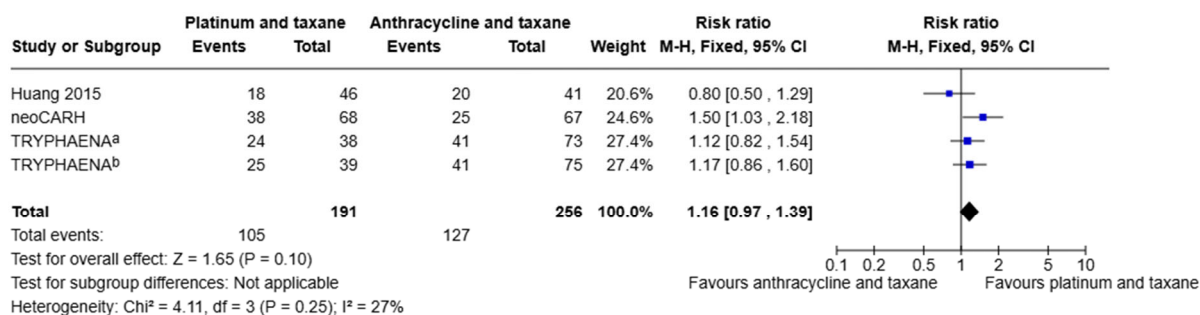 Platinum and taxane Anthracycline and taxane Risk ratio Risk ratio
Study or Subgroup Events Total Events Total Weight M-H, Fixed, 95% CI M-H, Fixed, 95% CI
Huang 2015 18 46 20 41 20.6% 0.80 [0.50 , 1.29]
neoCARH 38 68 25 67 24.6% 1.50 [1.03 , 2.18]
TRYPHAENAᵃ 24 38 41 73 27.4% 1.12 [0.82 , 1.54]
TRYPHAENAᵇ 25 39 41 75 27.4% 1.17 [0.86 , 1.60]
Total 191 256 100.0% 1.16 [0.97 , 1.39]
Total events: 105 127
Test for overall effect: Z = 1.65 (P = 0.10)
Test for subgroup differences: Not applicable
Heterogeneity: Chi² = 4.11, df = 3 (P = 0.25); I² = 27%
0.1 0.2 0.5 1 2 5 10
Favours anthracycline and taxane Favours platinum and taxane